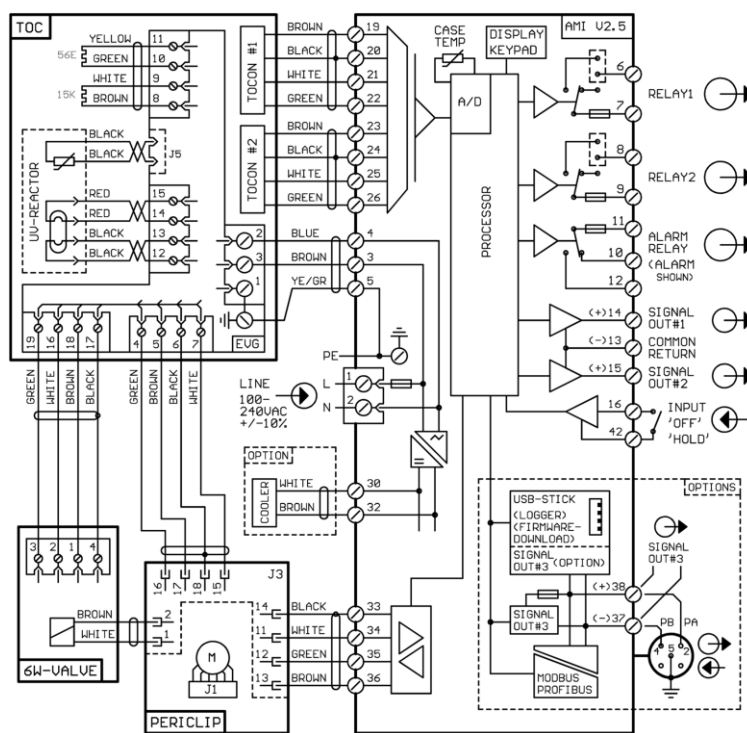 TOC
YELLOW 11
56E
GREEN 10
WHITE 9
15K
BROWN 8
BLACK
BLACK
J5
UV-REACTOR
RED 15
RED 14
BLACK 13
BLACK 12
2 BLUE 4
3 BROWN 3
1 YE/GR 5
EVG
19 16 18 17
4 5 6 7
GREEN WHITE BROWN BLACK
GREEN BROWN BLACK WHITE
TOCON #1
BROWN 19
BLACK 20
WHITE 21
GREEN 22
TOCON #2
BROWN 23
BLACK 24
WHITE 25
GREEN 26
PE
LINE
100-
240VAC
+/-10%
L 1
N 2
OPTION
COOLER
WHITE 30
BROWN 32
3 2 1 4
BROWN 2
WHITE 1
6W-VALVE
16 17 18 15
J3
14 BLACK 33
11 WHITE 34
12 GREEN 35
13 BROWN 36
M
J1
PERICLIP
AMI V2.5
CASE
TEMP
DISPLAY
KEYPAD
A/D
PROCESSOR
6
RELAY1
7
8
RELAY2
9
11
ALARM
RELAY
10
(ALARM
SHOWN)
12
(+)14 SIGNAL
OUT#1
(-)13 COMMON
RETURN
(+)15 SIGNAL
OUT#2
16 INPUT
'OFF'
42 'HOLD'
OPTIONS
USB-STICK
(LOGGER)
(FIRMWARE-
DOWNLOAD)
SIGNAL
OUT#3 (OPTION)
SIGNAL
OUT#3
(+)38
SIGNAL
OUT#3
(-)37
PB PA
4 5 2
MODBUS
PROFIBUS